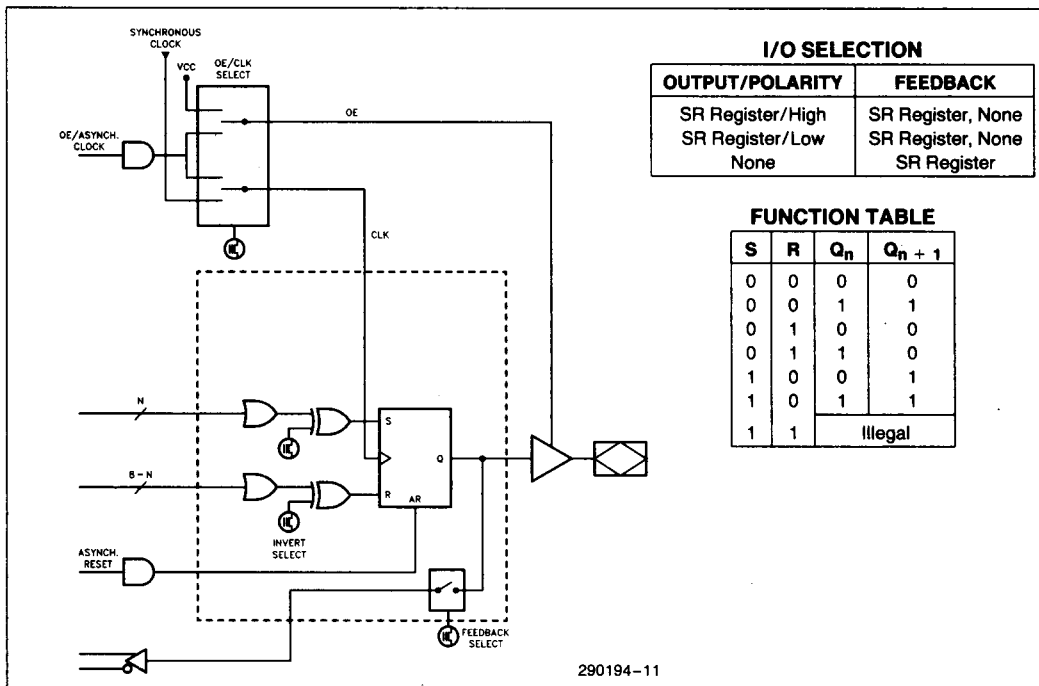 SYNCHRONOUS
CLOCK
VCC
OE/CLK
SELECT
OE
OE/ASYNCH.
CLOCK
CLK
N
8-N
S
Q
R
AR
INVERT
SELECT
ASYNCH.
RESET
FEEDBACK
SELECT
I/O SELECTION
OUTPUT/POLARITY FEEDBACK
SR Register/High SR Register, None
SR Register/Low SR Register, None
None SR Register
FUNCTION TABLE
S R Qn Qn + 1
0 0 0 0
0 0 1 1
0 1 0 0
0 1 1 0
1 0 0 1
1 0 1 1
1 1 Illegal
290194-11